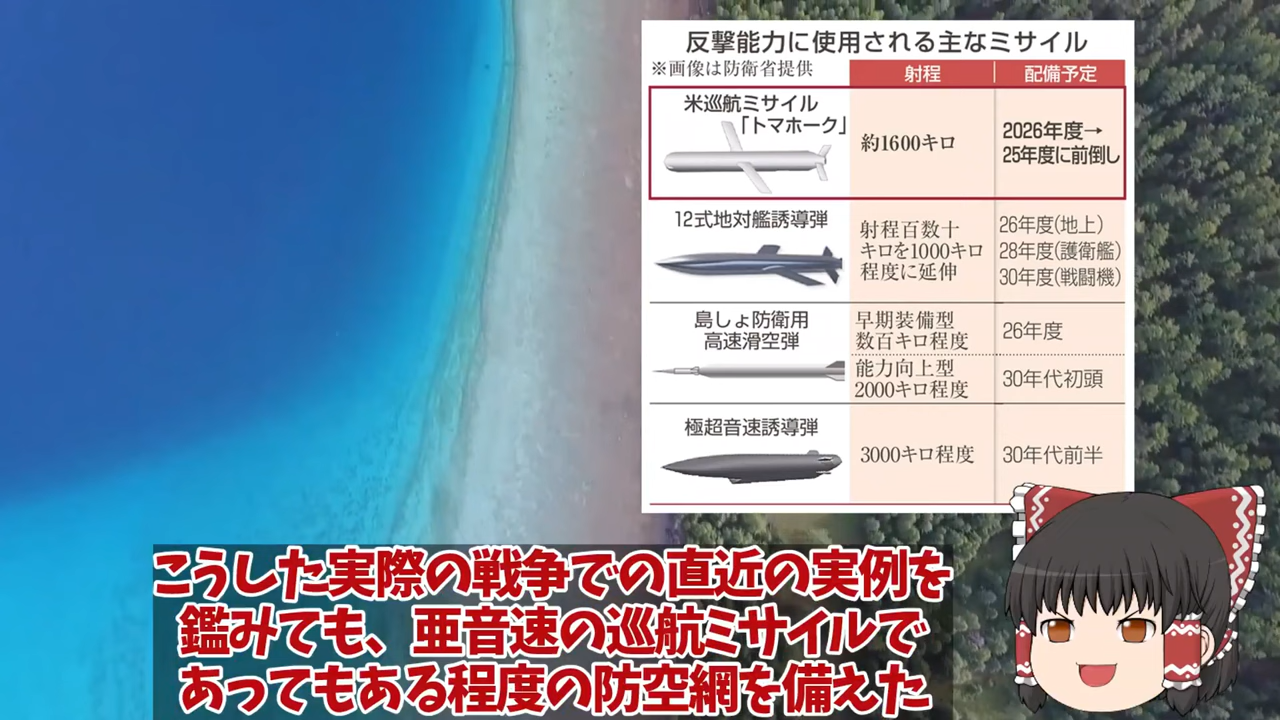 反撃能力に使用される主なミサイル
※画像は防衛省提供
射程
配備予定
米巡航ミサイル
「トマホーク」
約1600キロ
2026年度→
25年度に前倒し
12式地対艦誘導弾
射程百数十
キロを1000キロ
程度に延伸
26年度(地上)
28年度(護衛艦)
30年度(戦闘機)
島しょ防衛用
高速滑空弾
早期装備型
数百キロ程度
26年度
能力向上型
2000キロ程度
30年代初頭
極超音速誘導弾
3000キロ程度
30年代前半
こうした実際の戦争での直近の実例を
鑑みても、亜音速の巡航ミサイルで
あってもある程度の防空網を備えた